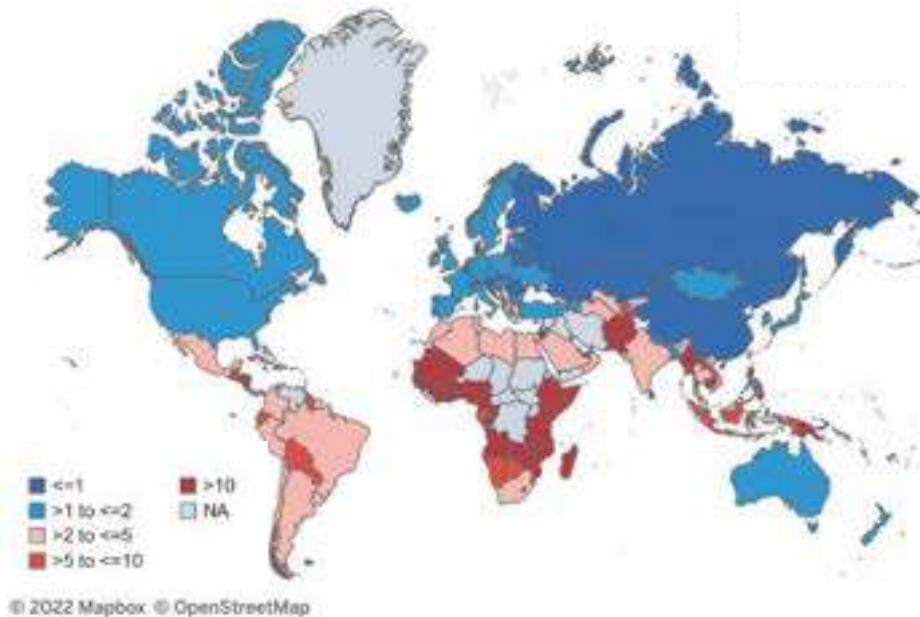 <=1
>1 to <=2
>2 to <=5
>5 to <=10
>10
NA
© 2022 Mapbox © OpenStreetMap